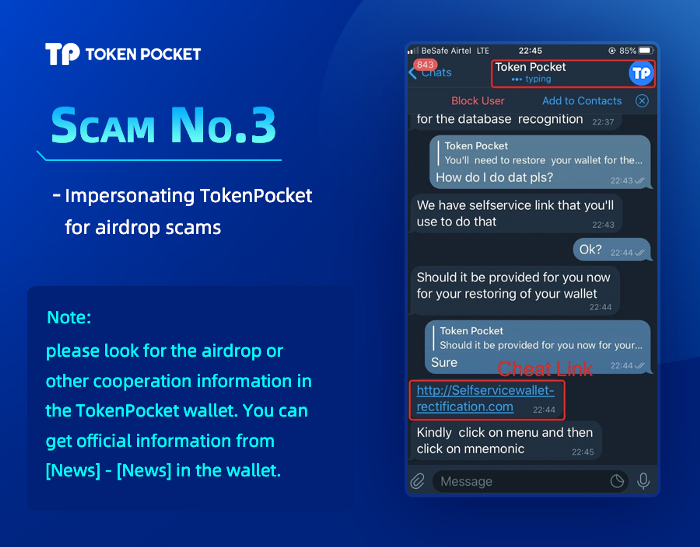 TP TOKEN POCKET
SCAM NO.3
- Impersonating TokenPocket
for airdrop scams
Note:
please look for the airdrop or
other cooperation information in
the TokenPocket wallet. You can
get official information from
[News] - [News] in the wallet.
BeSafe Airtel LTE 22:45 85%
843
Chats
Token Pocket
••• typing
TP
Block User Add to Contacts
for the database recognition 22:37
Token Pocket
You'll need to restore your wallet for the...
How do I do dat pls? 22:43
We have selfservice link that you'll
use to do that 22:43
Ok? 22:44
Should it be provided for you now
for your restoring of your wallet
22:44
Token Pocket
Should it be provided for you now for your...
Sure 22:44
Cheat Link
http://Selfservicewallet-
rectification.com 22:44
Kindly click on menu and then
click on mnemonic 22:45
Message